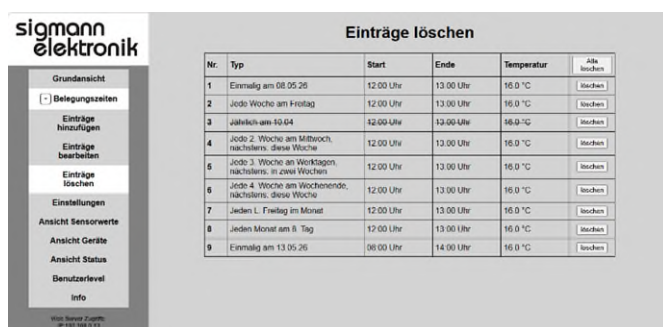 sigmann
elektronik
Grundansicht
- Belegungszeiten
Einträge
hinzufügen
Einträge
bearbeiten
Einträge
löschen
Einstellungen
Ansicht Sensorwerte
Ansicht Geräte
Ansicht Status
Benutzerlevel
Info
Web Server Zugriff:
Einträge löschen
Nr. Typ Start Ende Temperatur Alle
löschen
1 Einmalig am 08.05.26 12:00 Uhr 13:00 Uhr 16.0 °C löschen
2 Jede Woche am Freitag 12:00 Uhr 13:00 Uhr 16.0 °C löschen
3 Jährlich am 10.04 12:00 Uhr 13:00 Uhr 16.0 °C löschen
4 Jede 2. Woche am Mittwoch,
nächstens: diese Woche 12:00 Uhr 13:00 Uhr 16.0 °C löschen
5 Jede 3. Woche an Werktagen,
nächstens: in zwei Wochen 12:00 Uhr 13:00 Uhr 16.0 °C löschen
6 Jede 4. Woche am Wochenende,
nächstens: diese Woche 12:00 Uhr 13:00 Uhr 16.0 °C löschen
7 Jeden L. Freitag im Monat 12:00 Uhr 13:00 Uhr 16.0 °C löschen
8 Jeden Monat am 8. Tag 12:00 Uhr 13:00 Uhr 16.0 °C löschen
9 Einmalig am 13.05.26 08:00 Uhr 14:00 Uhr 16.0 °C löschen